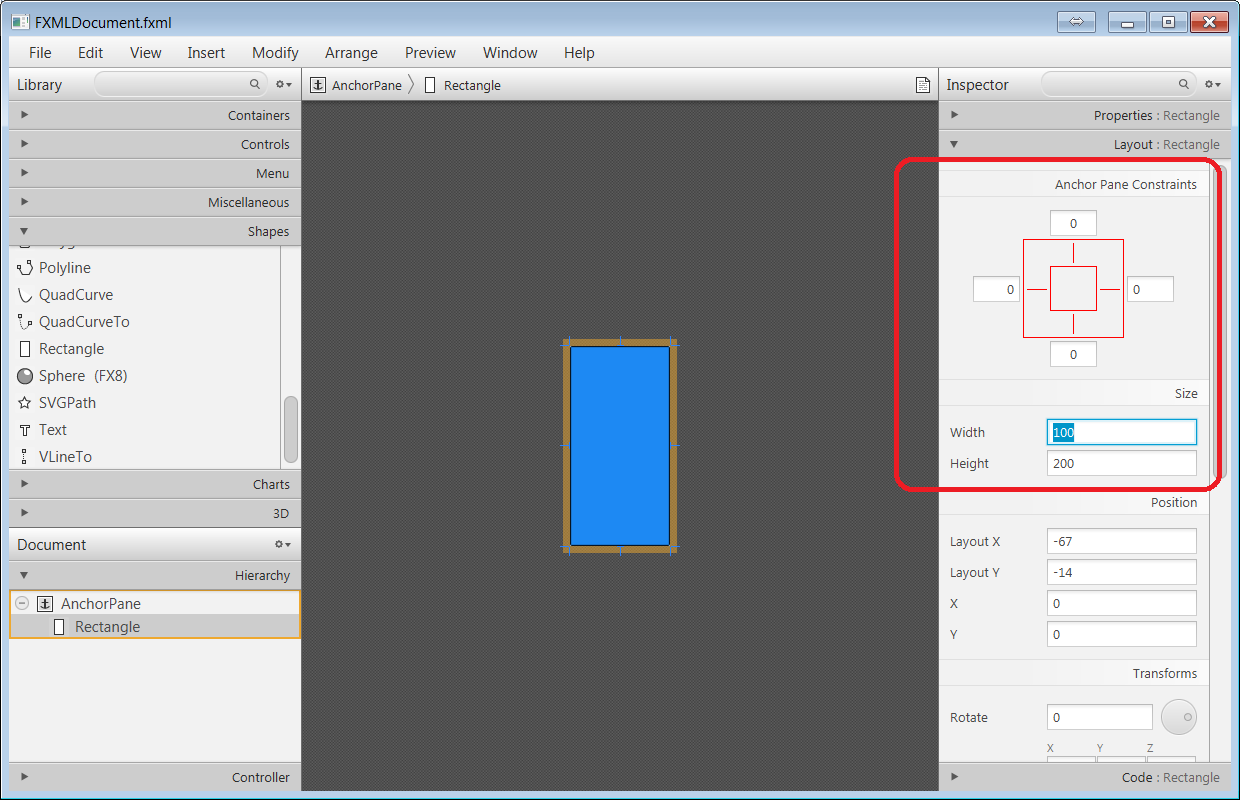 FXMLDocument.fxml
File Edit View Insert Modify Arrange Preview Window Help
Library
Containers
Controls
Menu
Miscellaneous
Shapes
Polyline
QuadCurve
QuadCurveTo
Rectangle
Sphere (FX8)
SVGPath
Text
VLineTo
Charts
3D
Document
Hierarchy
AnchorPane
Rectangle
Controller
AnchorPane Rectangle
Inspector
Properties : Rectangle
Layout : Rectangle
Anchor Pane Constraints
0
0 0
0
Size
Width 100
Height 200
Position
Layout X -67
Layout Y -14
X 0
Y 0
Transforms
Rotate 0
X Y Z
Code : Rectangle